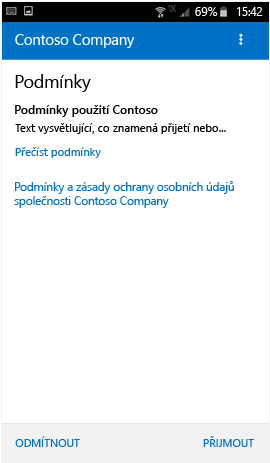 1X 69% 15:42
Contoso Company
Podmínky
Podmínky použití Contoso
Text vysvětlující, co znamená přijetí nebo...
Přečíst podmínky
Podmínky a zásady ochrany osobních údajů
společnosti Contoso Company
ODMÍTNOUT PŘIJMOUT